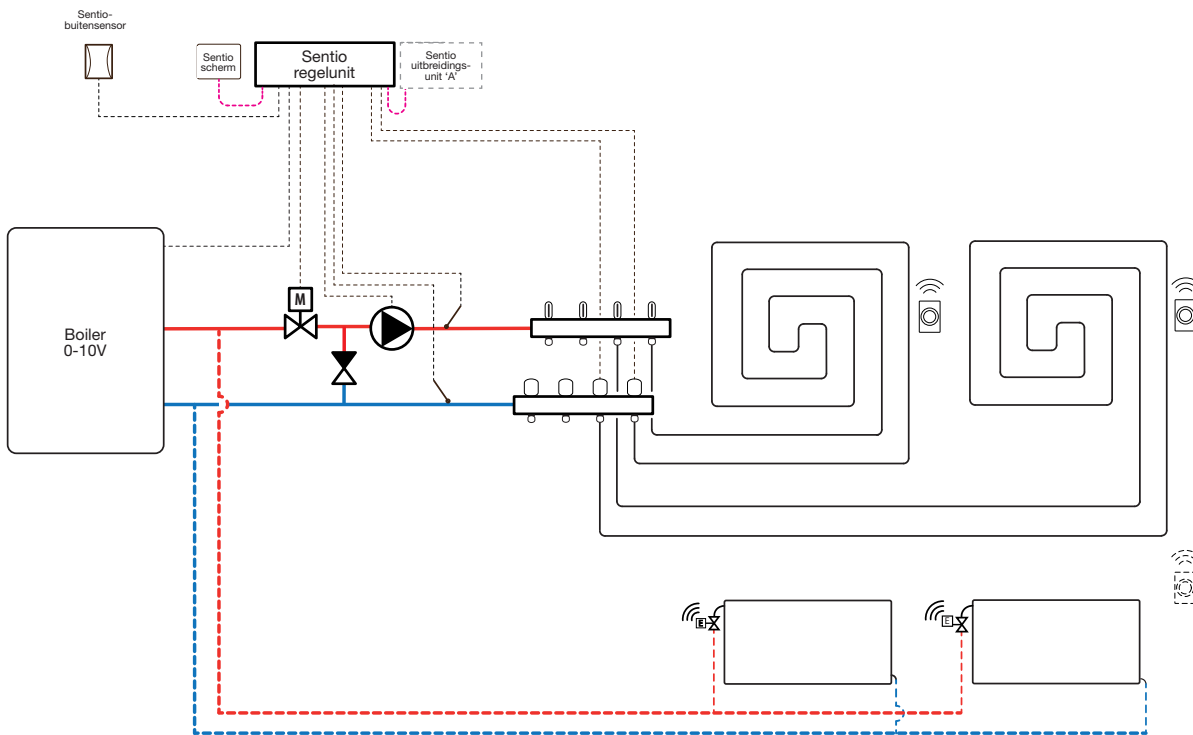 Sentio-
buitensensor
Sentio
scherm
Sentio
regelunit
Sentio
uitbreidings-
unit ‘A’
M
Boiler
0-10V
E
E